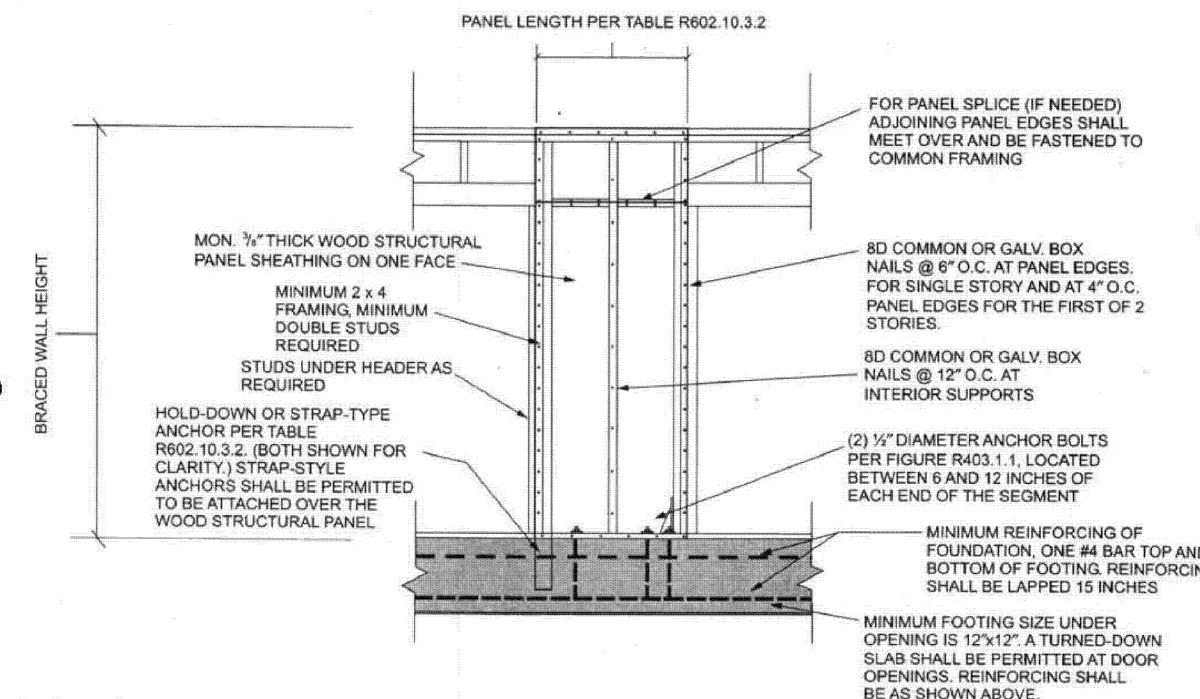 PANEL LENGTH PER TABLE R602.10.3.2
FOR PANEL SPLICE (IF NEEDED)
ADJOINING PANEL EDGES SHALL
MEET OVER AND BE FASTENED TO
COMMON FRAMING
MON. 3/8" THICK WOOD STRUCTURAL
PANEL SHEATHING ON ONE FACE
MINIMUM 2 x 4
FRAMING, MINIMUM
DOUBLE STUDS
REQUIRED
STUDS UNDER HEADER AS
REQUIRED
HOLD-DOWN OR STRAP-TYPE
ANCHOR PER TABLE
R602.10.3.2. (BOTH SHOWN FOR
CLARITY.) STRAP-STYLE
ANCHORS SHALL BE PERMITTED
TO BE ATTACHED OVER THE
WOOD STRUCTURAL PANEL
BRACED WALL HEIGHT
8D COMMON OR GALV. BOX
NAILS @ 6" O.C. AT PANEL EDGES.
FOR SINGLE STORY AND AT 4" O.C.
PANEL EDGES FOR THE FIRST OF 2
STORIES.
8D COMMON OR GALV. BOX
NAILS @ 12" O.C. AT
INTERIOR SUPPORTS
(2) ½" DIAMETER ANCHOR BOLTS
PER FIGURE R403.1.1, LOCATED
BETWEEN 6 AND 12 INCHES OF
EACH END OF THE SEGMENT
MINIMUM REINFORCING OF
FOUNDATION, ONE #4 BAR TOP AND
BOTTOM OF FOOTING. REINFORCIN
SHALL BE LAPPED 15 INCHES
MINIMUM FOOTING SIZE UNDER
OPENING IS 12"x12". A TURNED-DOWN
SLAB SHALL BE PERMITTED AT DOOR
OPENINGS. REINFORCING SHALL
BE AS SHOWN ABOVE.